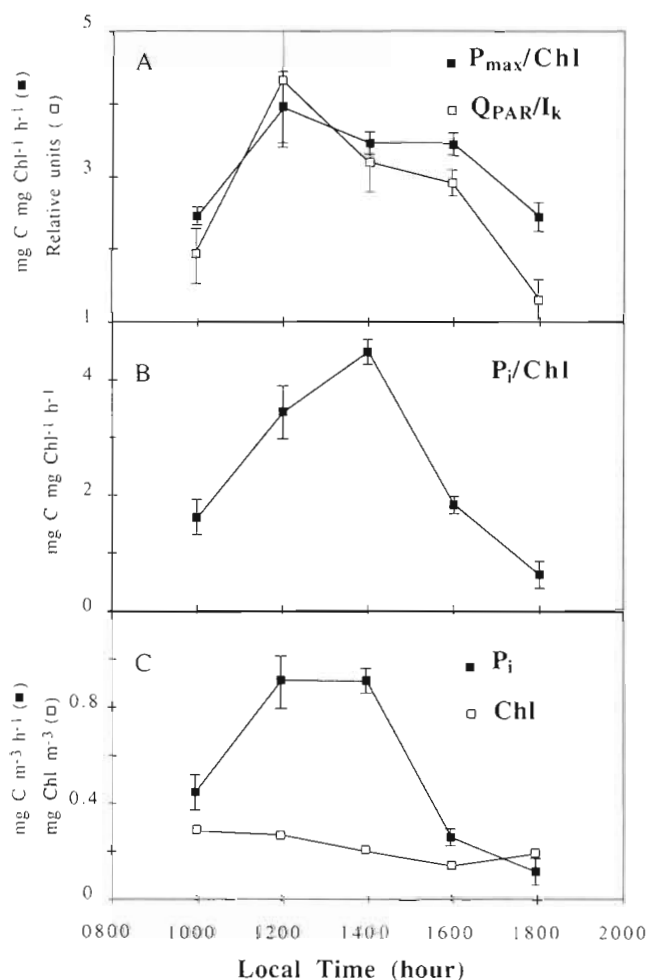 A
■ Pmax/Chl
□ QPAR/Ik
5
3
1
mg C mg Chl-1 h-1 (■)
Relative units (□)
B
Pi/Chl
4
2
0
mg C mg Chl-1 h-1
C
■ Pi
□ Chl
0.8
0.4
0
mg C m-3 h-1 (■)
mg Chl m-3 (□)
0800 1000 1200 1400 1600 1800 2000
Local Time (hour)